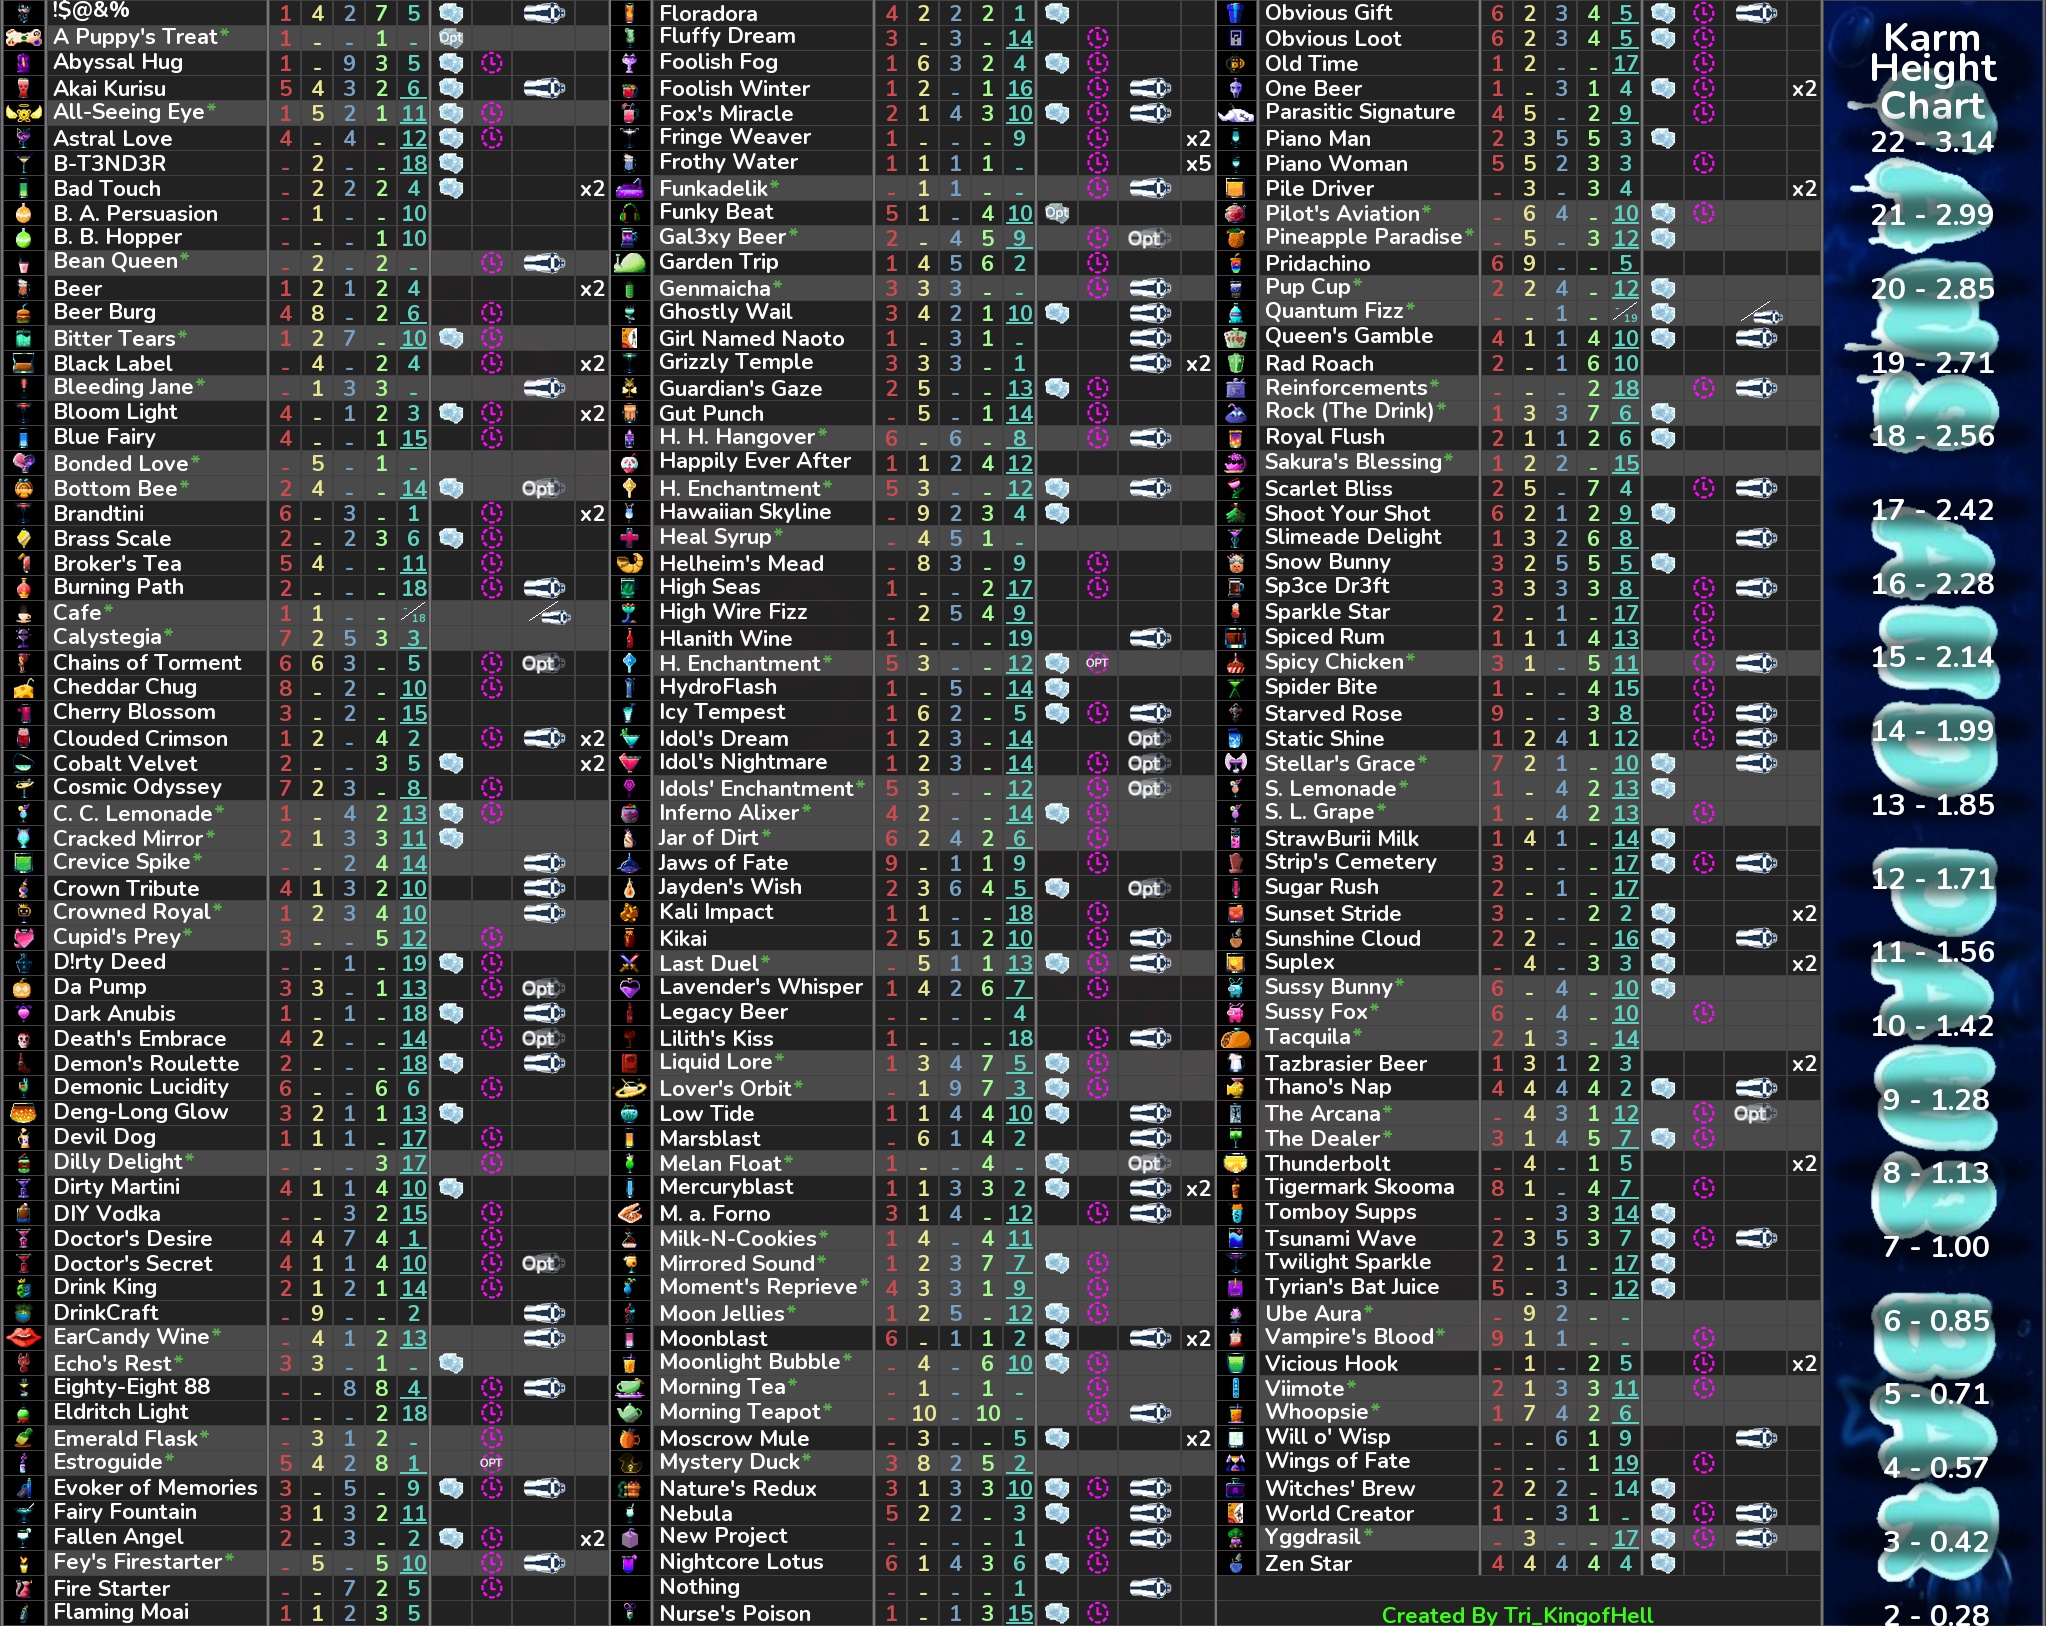 !$@&% 1 4 2 7 5
A Puppy's Treat* 1 - - 1 - Opt
Abyssal Hug 1 - 9 3 5
Akai Kurisu 5 4 3 2 6
All-Seeing Eye* 1 5 2 1 11
Astral Love 4 - 4 - 12
B-T3ND3R - 2 - - 18
Bad Touch - 2 2 2 4 x2
B. A. Persuasion - 1 - - 10
B. B. Hopper - - - 1 10
Bean Queen* - 2 - 2 -
Beer 1 2 1 2 4 x2
Beer Burg 4 8 - 2 6
Bitter Tears* 1 2 7 - 10
Black Label - 4 - 2 4 x2
Bleeding Jane* - 1 3 3 -
Bloom Light 4 - 1 2 3 x2
Blue Fairy 4 - - 1 15
Bonded Love* - 5 - 1 -
Bottom Bee* 2 4 - - 14 Opt
Brandtini 6 - 3 - 1 x2
Brass Scale 2 - 2 3 6
Broker's Tea 5 4 - - 11
Burning Path 2 - - - 18
Cafe* 1 1 - - -/18
Calystegia* 7 2 5 3 3
Chains of Torment 6 6 3 - 5 Opt
Cheddar Chug 8 - 2 - 10
Cherry Blossom 3 - 2 - 15
Clouded Crimson 1 2 - 4 2 x2
Cobalt Velvet 2 - - 3 5 x2
Cosmic Odyssey 7 2 3 - 8
C. C. Lemonade* 1 - 4 2 13
Cracked Mirror* 2 1 3 3 11
Crevice Spike* - - 2 4 14
Crown Tribute 4 1 3 2 10
Crowned Royal* 1 2 3 4 10
Cupid's Prey* 3 - - 5 12
D!rty Deed - - 1 - 19
Da Pump 3 3 - 1 13 Opt
Dark Anubis 1 - 1 - 18
Death's Embrace 4 2 - - 14 Opt
Demon's Roulette 2 - - - 18
Demonic Lucidity 6 - - 6 6
Deng-Long Glow 3 2 1 1 13
Devil Dog 1 1 1 - 17
Dilly Delight* - - - 3 17
Dirty Martini 4 1 1 4 10
DIY Vodka - - 3 2 15
Doctor's Desire 4 4 7 4 1
Doctor's Secret 4 1 1 4 10 Opt
Drink King 2 1 2 1 14
DrinkCraft - 9 - - 2
EarCandy Wine* - 4 1 2 13
Echo's Rest* 3 3 - 1 -
Eighty-Eight 88 - - 8 8 4
Eldritch Light - - - 2 18
Emerald Flask* - 3 1 2 -
Estroguide* 5 4 2 8 1 OPT
Evoker of Memories 3 - 5 - 9
Fairy Fountain 3 1 3 2 11
Fallen Angel 2 - 3 - 2 x2
Fey's Firestarter* - 5 - 5 10
Fire Starter - - 7 2 5
Flaming Moai 1 1 2 3 5
Floradora 4 2 2 2 1
Fluffy Dream 3 - 3 - 14
Foolish Fog 1 6 3 2 4
Foolish Winter 1 2 - 1 16
Fox's Miracle 2 1 4 3 10
Fringe Weaver 1 - - - 9 x2
Frothy Water 1 1 1 1 - x5
Funkadelik* - 1 1 - -
Funky Beat 5 1 - 4 10 Opt
Gal3xy Beer* 2 - 4 5 9 Opt
Garden Trip 1 4 5 6 2
Genmaicha* 3 3 3 - -
Ghostly Wail 3 4 2 1 10
Girl Named Naoto 1 - 3 1 -
Grizzly Temple 3 3 3 - 1 x2
Guardian's Gaze 2 5 - - 13
Gut Punch - 5 - 1 14
H. H. Hangover* 6 - 6 - 8
Happily Ever After 1 1 2 4 12
H. Enchantment* 5 3 - - 12
Hawaiian Skyline - 9 2 3 4
Heal Syrup* - 4 5 1 -
Helheim's Mead - 8 3 - 9
High Seas 1 - - 2 17
High Wire Fizz - 2 5 4 9
Hlanith Wine 1 - - - 19
H. Enchantment* 5 3 - - 12 OPT
HydroFlash 1 - 5 - 14
Icy Tempest 1 6 2 - 5
Idol's Dream 1 2 3 - 14 Opt
Idol's Nightmare 1 2 3 - 14 Opt
Idols' Enchantment* 5 3 - - 12 Opt
Inferno Alixer* 4 2 - - 14
Jar of Dirt* 6 2 4 2 6
Jaws of Fate 9 - 1 1 9
Jayden's Wish 2 3 6 4 5 Opt
Kali Impact 1 1 - - 18
Kikai 2 5 1 2 10
Last Duel* - 5 1 1 13
Lavender's Whisper 1 4 2 6 7
Legacy Beer - - - - 4
Lilith's Kiss 1 - - - 18
Liquid Lore* 1 3 4 7 5
Lover's Orbit* - 1 9 7 3
Low Tide 1 1 4 4 10
Marsblast - 6 1 4 2
Melan Float* 1 - - 4 - Opt
Mercuryblast 1 1 3 3 2 x2
M. a. Forno 3 1 4 - 12
Milk-N-Cookies* 1 4 - 4 11
Mirrored Sound* 1 2 3 7 7
Moment's Reprieve* 4 3 3 1 9
Moon Jellies* 1 2 5 - 12
Moonblast 6 - 1 1 2 x2
Moonlight Bubble* - 4 - 6 10
Morning Tea* - 1 - 1 -
Morning Teapot* - 10 - 10 -
Moscrow Mule - 3 - - 5 x2
Mystery Duck* 3 8 2 5 2
Nature's Redux 3 1 3 3 10
Nebula 5 2 2 - 3
New Project - - - - 1
Nightcore Lotus 6 1 4 3 6
Nothing - - - - 1
Nurse's Poison 1 - 1 3 15
Obvious Gift 6 2 3 4 5
Obvious Loot 6 2 3 4 5
Old Time 1 2 - - 17
One Beer 1 - 3 1 4 x2
Parasitic Signature 4 5 - 2 9
Piano Man 2 3 5 5 3
Piano Woman 5 5 2 3 3
Pile Driver - 3 - 3 4 x2
Pilot's Aviation* - 6 4 - 10
Pineapple Paradise* - 5 - 3 12
Pridachino 6 9 - - 5
Pup Cup* 2 2 4 - 12
Quantum Fizz* - - 1 - -/19
Queen's Gamble 4 1 1 4 10
Rad Roach 2 - 1 6 10
Reinforcements* - - - 2 18
Rock (The Drink)* 1 3 3 7 6
Royal Flush 2 1 1 2 6
Sakura's Blessing* 1 2 2 - 15
Scarlet Bliss 2 5 - 7 4
Shoot Your Shot 6 2 1 2 9
Slimeade Delight 1 3 2 6 8
Snow Bunny 3 2 5 5 5
Sp3ce Dr3ft 3 3 3 3 8
Sparkle Star 2 - 1 - 17
Spiced Rum 1 1 1 4 13
Spicy Chicken* 3 1 - 5 11
Spider Bite 1 - - 4 15
Starved Rose 9 - - 3 8
Static Shine 1 2 4 1 12
Stellar's Grace* 7 2 1 - 10
S. Lemonade* 1 - 4 2 13
S. L. Grape* 1 - 4 2 13
StrawBurii Milk 1 4 1 - 14
Strip's Cemetery 3 - - - 17
Sugar Rush 2 - 1 - 17
Sunset Stride 3 - - 2 2 x2
Sunshine Cloud 2 2 - - 16
Suplex - 4 - 3 3 x2
Sussy Bunny* 6 - 4 - 10
Sussy Fox* 6 - 4 - 10
Tacquila* 2 1 3 - 14
Tazbrasier Beer 1 3 1 2 3 x2
Thano's Nap 4 4 4 4 2
The Arcana* - 4 3 1 12 Opt
The Dealer* 3 1 4 5 7
Thunderbolt - 4 - 1 5 x2
Tigermark Skooma 8 1 - 4 7
Tomboy Supps - - 3 3 14
Tsunami Wave 2 3 5 3 7
Twilight Sparkle 2 - 1 - 17
Tyrian's Bat Juice 5 - 3 - 12
Ube Aura* - 9 2 - -
Vampire's Blood* 9 1 1 - -
Vicious Hook - 1 - 2 5 x2
Viimote* 2 1 3 3 11
Whoopsie* 1 7 4 2 6
Will o' Wisp - - 6 1 9
Wings of Fate - - - 1 19
Witches' Brew 2 2 2 - 14
World Creator 1 - 3 1 -
Yggdrasil* - 3 - - 17
Zen Star 4 4 4 4 4
Created By Tri_KingofHell
Karm
Height
Chart
22 - 3.14
21 - 2.99
20 - 2.85
19 - 2.71
18 - 2.56
17 - 2.42
16 - 2.28
15 - 2.14
14 - 1.99
13 - 1.85
12 - 1.71
11 - 1.56
10 - 1.42
9 - 1.28
8 - 1.13
7 - 1.00
6 - 0.85
5 - 0.71
4 - 0.57
3 - 0.42
2 - 0.28